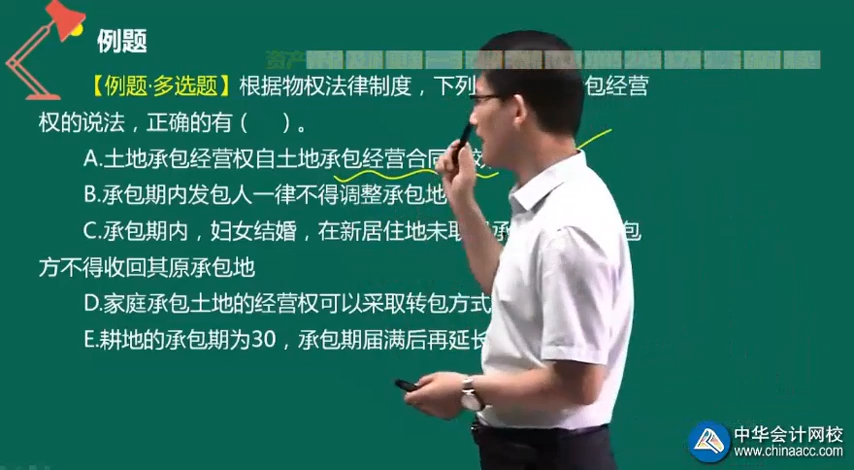 例题
【例题·多选题】根据物权法律制度，下列 包经营
权的说法，正确的有（ ）。
A.土地承包经营权自土地承包经营合同
B.承包期内发包人一律不得调整承包地
C.承包期内，妇女结婚，在新居住地未取 包
方不得收回其原承包地
D.家庭承包土地的经营权可以采取转包方式
E.耕地的承包期为30，承包期届满后再延长
中华会计网校
www.chinaacc.com